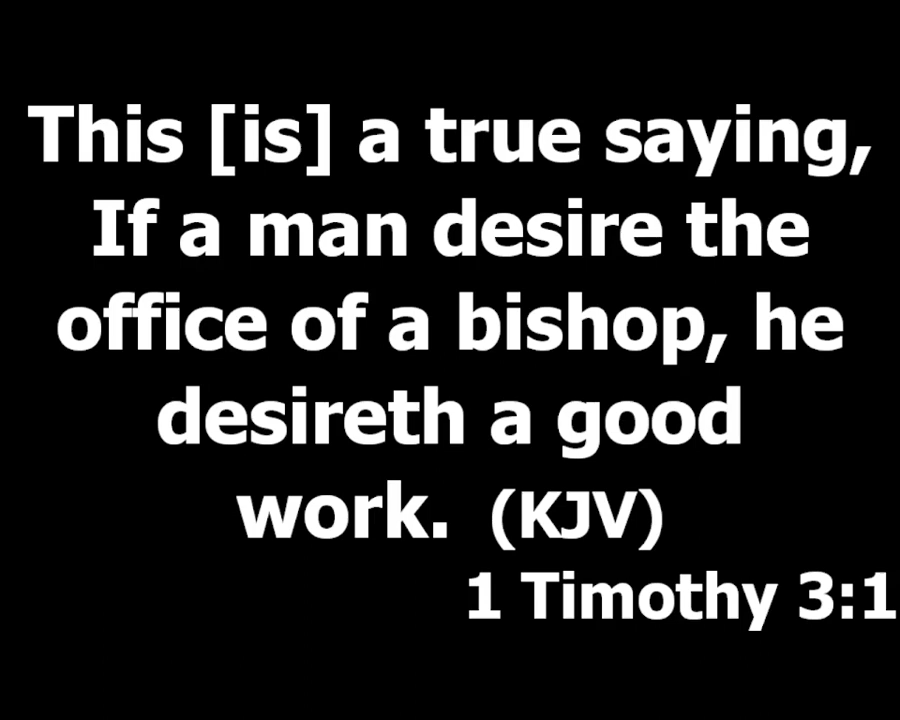 This [is] a true saying,
If a man desire the
office of a bishop, he
desireth a good
work. (KJV)
1 Timothy 3:1